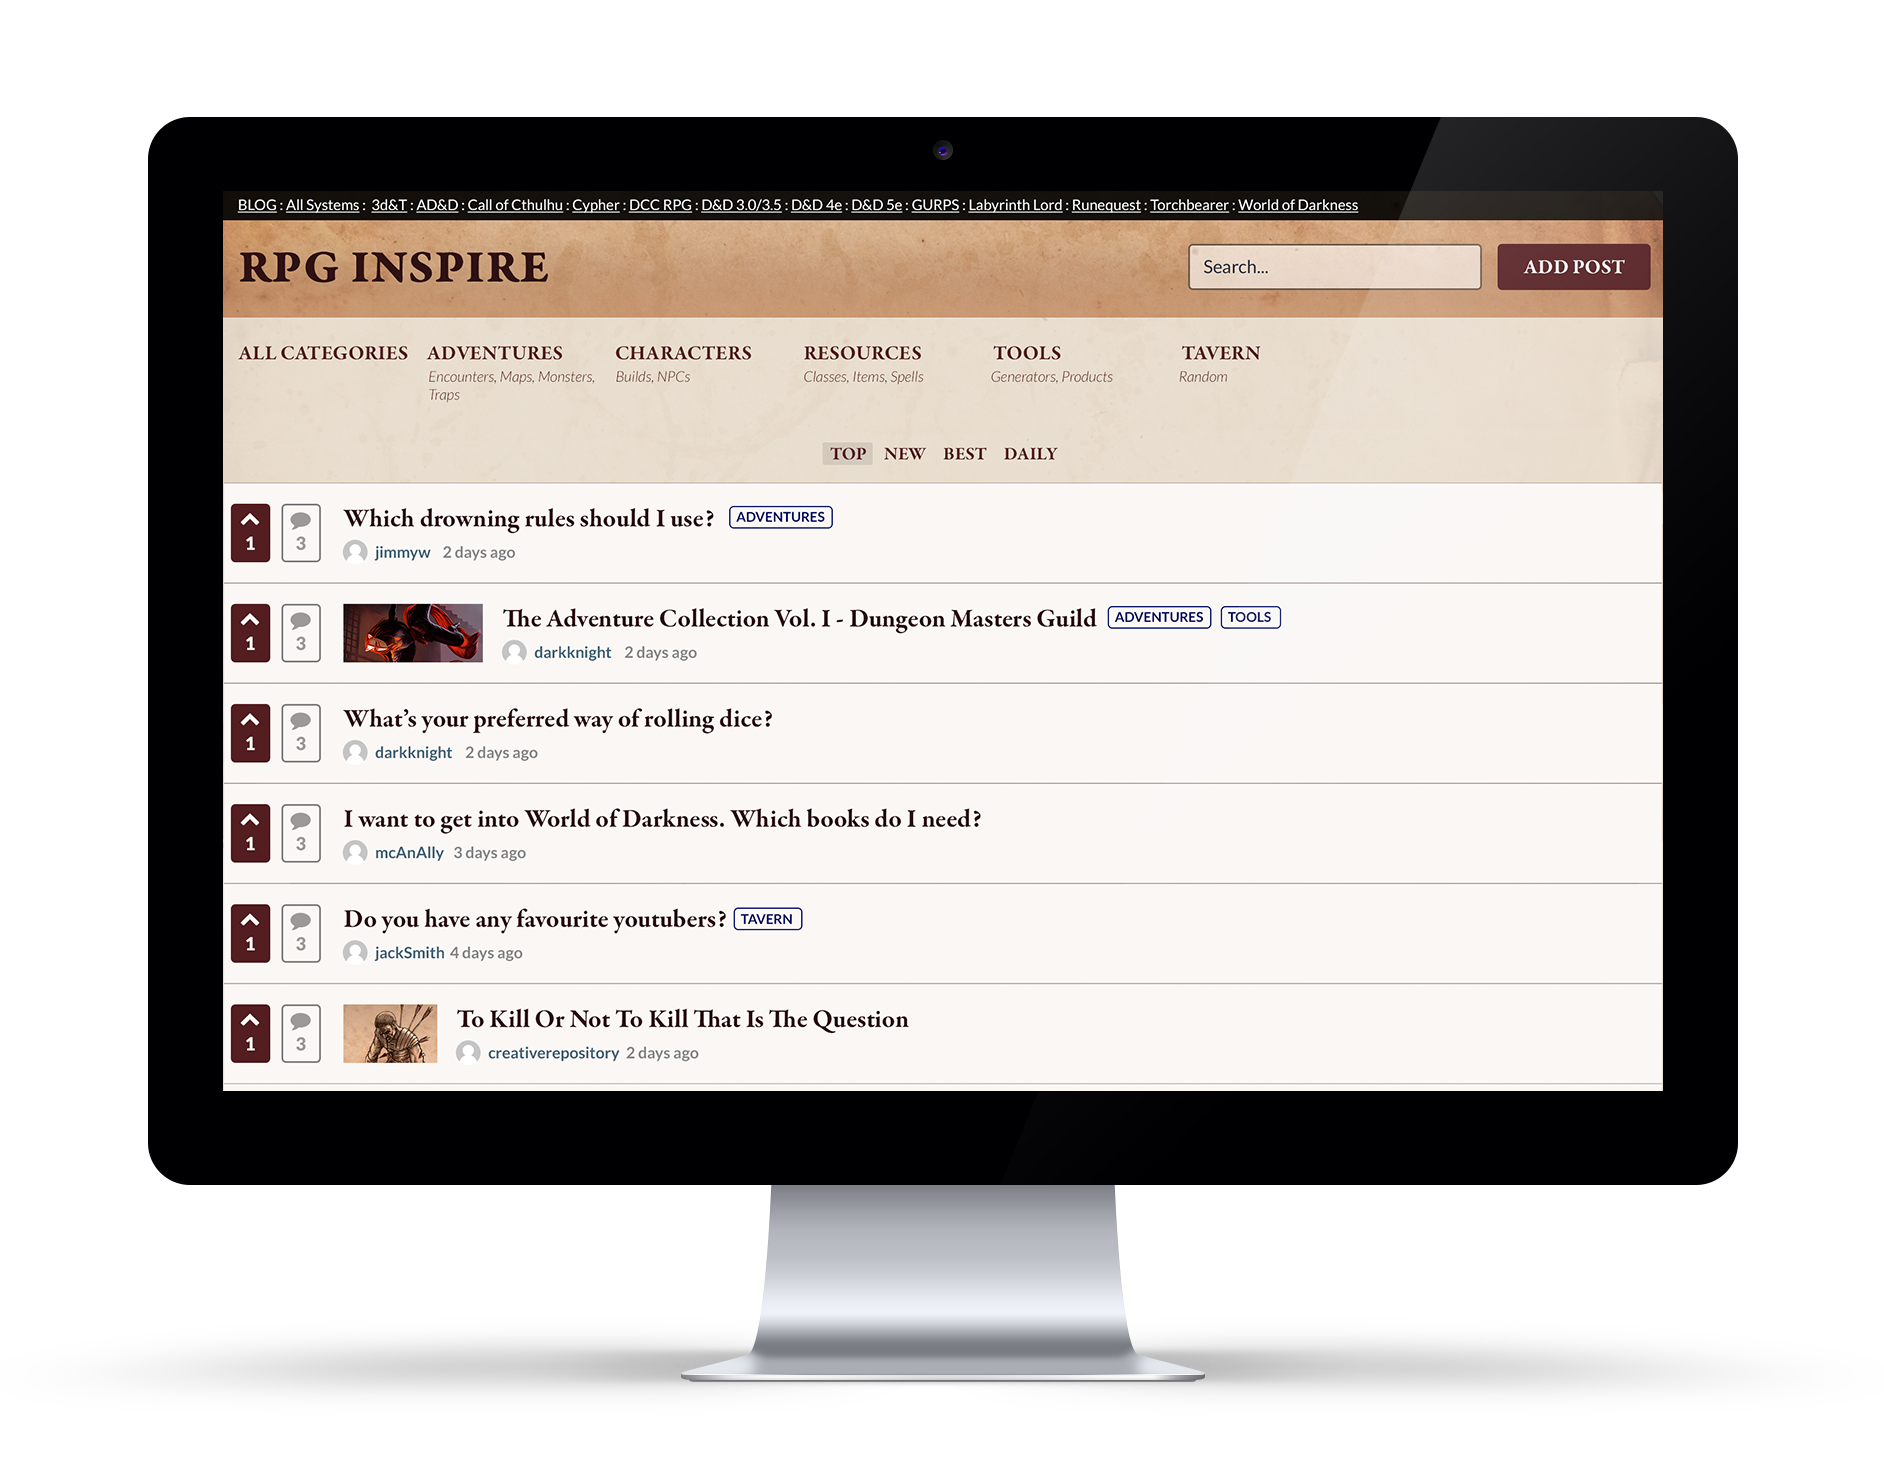 BLOG : All Systems : 3d&T : AD&D : Call of Cthulhu : Cypher : DCC RPG : D&D 3.0/3.5 : D&D 4e : D&D 5e : GURPS : Labyrinth Lord : Runequest : Torchbearer : World of Darkness
RPG INSPIRE
Search...
ADD POST
ALL CATEGORIES
ADVENTURES
Encounters, Maps, Monsters,
Traps
CHARACTERS
Builds, NPCs
RESOURCES
Classes, Items, Spells
TOOLS
Generators, Products
TAVERN
Random
TOP NEW BEST DAILY
1 3 Which drowning rules should I use? ADVENTURES
jimmyw 2 days ago
1 3 The Adventure Collection Vol. I - Dungeon Masters Guild ADVENTURES TOOLS
darkknight 2 days ago
1 3 What's your preferred way of rolling dice?
darkknight 2 days ago
1 3 I want to get into World of Darkness. Which books do I need?
mcAnAlly 3 days ago
1 3 Do you have any favourite youtubers? TAVERN
jackSmith 4 days ago
1 3 To Kill Or Not To Kill That Is The Question
creativerepository 2 days ago